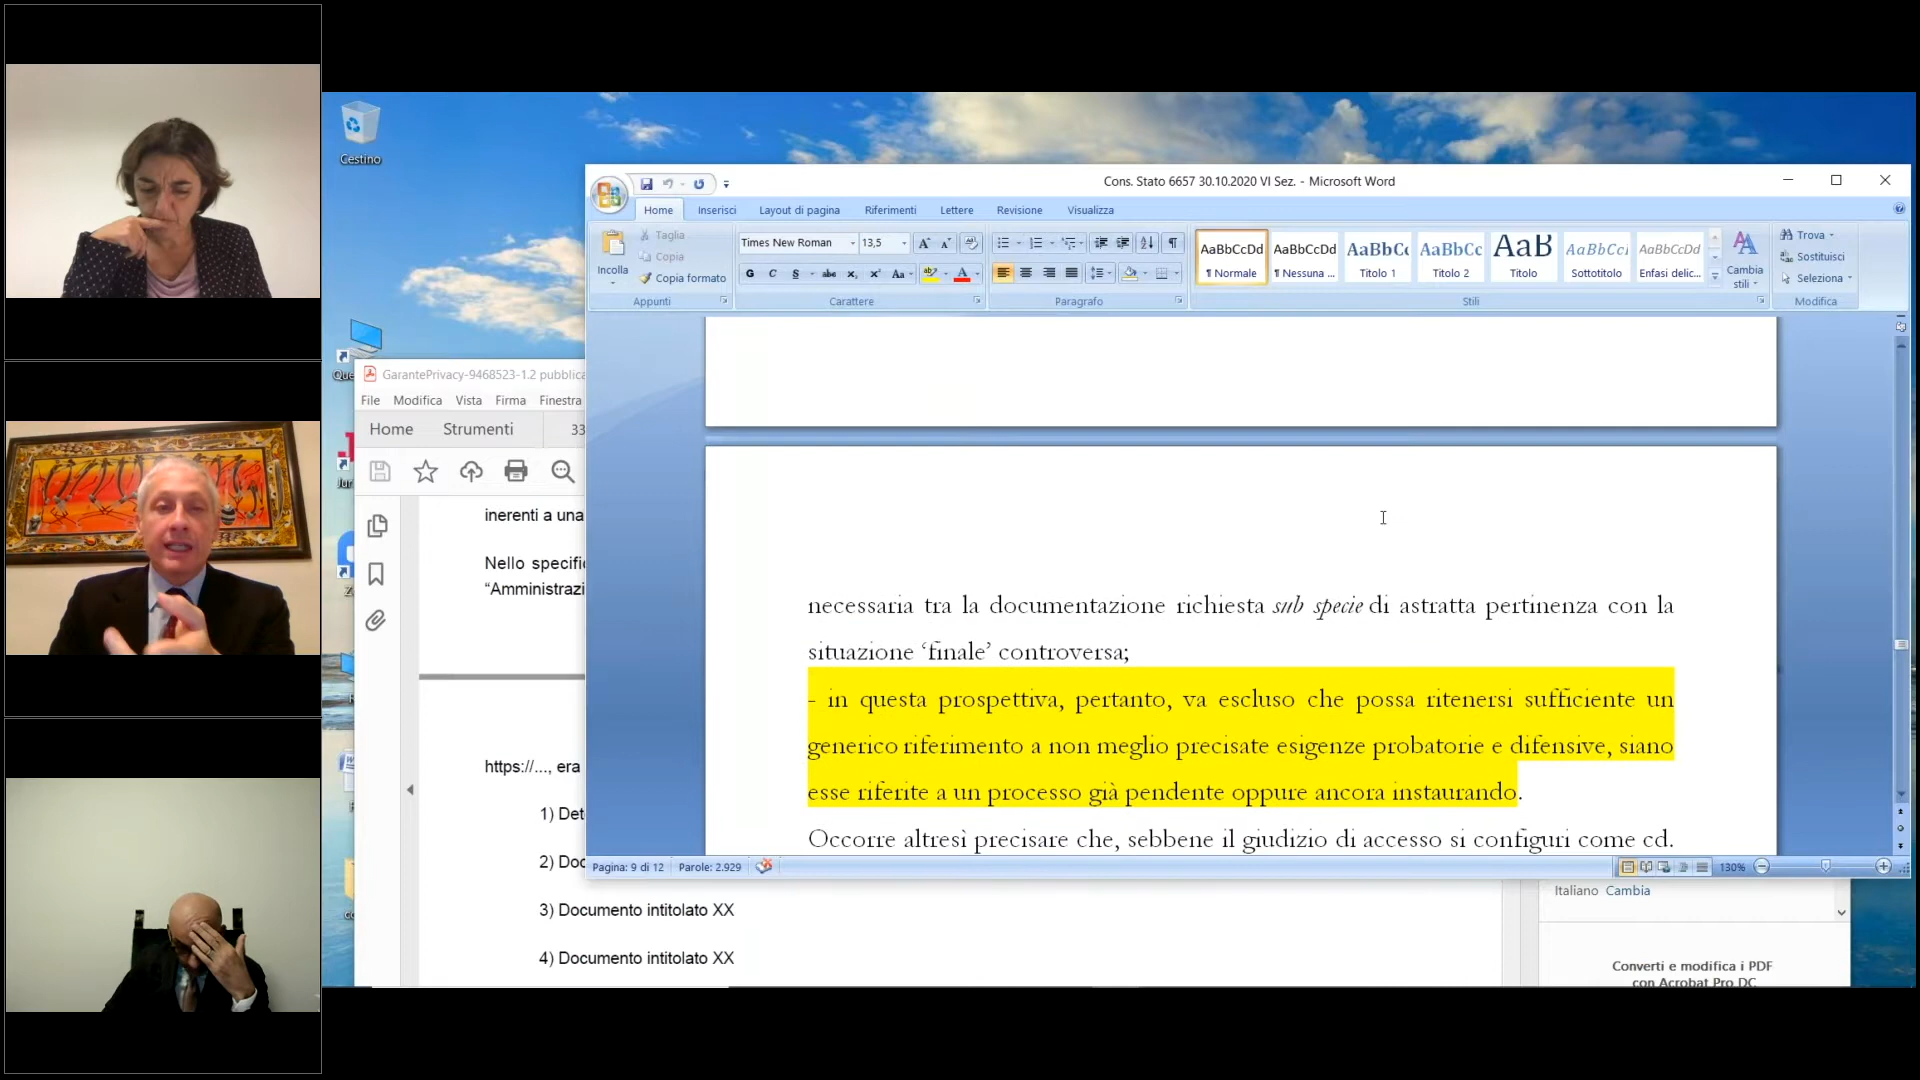 Cestino
Cons. Stato 6657 30.10.2020 VI Sez. - Microsoft Word
Home Inserisci Layout di pagina Riferimenti Lettere Revisione Visualizza
Incolla
Taglia
Copia
Copia formato
Appunti
Times New Roman 13,5
G C S abc x₂ x² Aa
Carattere
Paragrafo
AaBbCcDd AaBbCcDd AaBbCc AaBbCc AaB AaBbCcI AaBbCcDd
¶ Normale ¶ Nessuna ... Titolo 1 Titolo 2 Titolo Sottotitolo Enfasi delic...
Stili
Cambia
stili
Trova
Sostituisci
Seleziona
Modifica
GarantePrivacy-9468523-1.2 pubblica
File Modifica Vista Firma Finestra
Home Strumenti 33
inerenti a una
Nello specific
“Amministrazi
https://..., era
1) Det
2) Doc
3) Documento intitolato XX
4) Documento intitolato XX
necessaria tra la documentazione richiesta sub specie di astratta pertinenza con la
situazione ‘finale’ controversa;
- in questa prospettiva, pertanto, va escluso che possa ritenersi sufficiente un
generico riferimento a non meglio precisate esigenze probatorie e difensive, siano
esse riferite a un processo già pendente oppure ancora instaurando.
Occorre altresì precisare che, sebbene il giudizio di accesso si configuri come cd.
Pagina: 9 di 12 Parole: 2.929
130%
Italiano Cambia
Converti e modifica i PDF
con Acrobat Pro DC